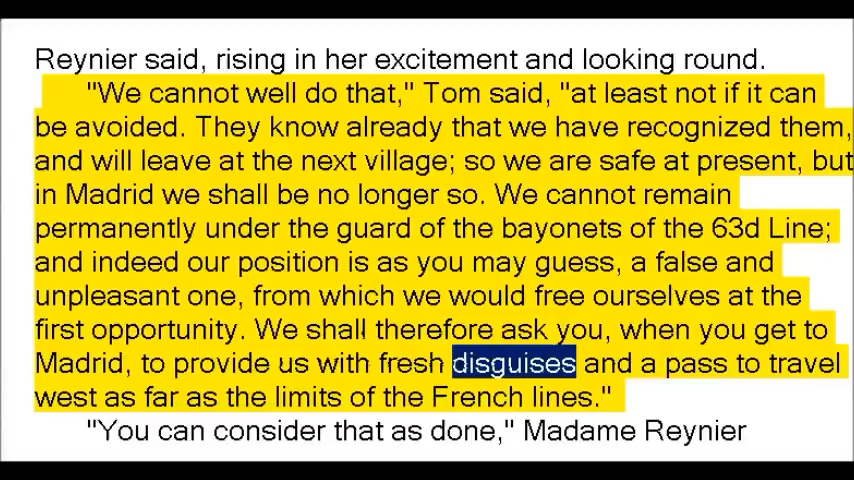 Reynier said, rising in her excitement and looking round.
"We cannot well do that," Tom said, "at least not if it can
be avoided. They know already that we have recognized them,
and will leave at the next village; so we are safe at present, but
in Madrid we shall be no longer so. We cannot remain
permanently under the guard of the bayonets of the 63d Line;
and indeed our position is as you may guess, a false and
unpleasant one, from which we would free ourselves at the
first opportunity. We shall therefore ask you, when you get to
Madrid, to provide us with fresh disguises and a pass to travel
west as far as the limits of the French lines."
"You can consider that as done," Madame Reynier